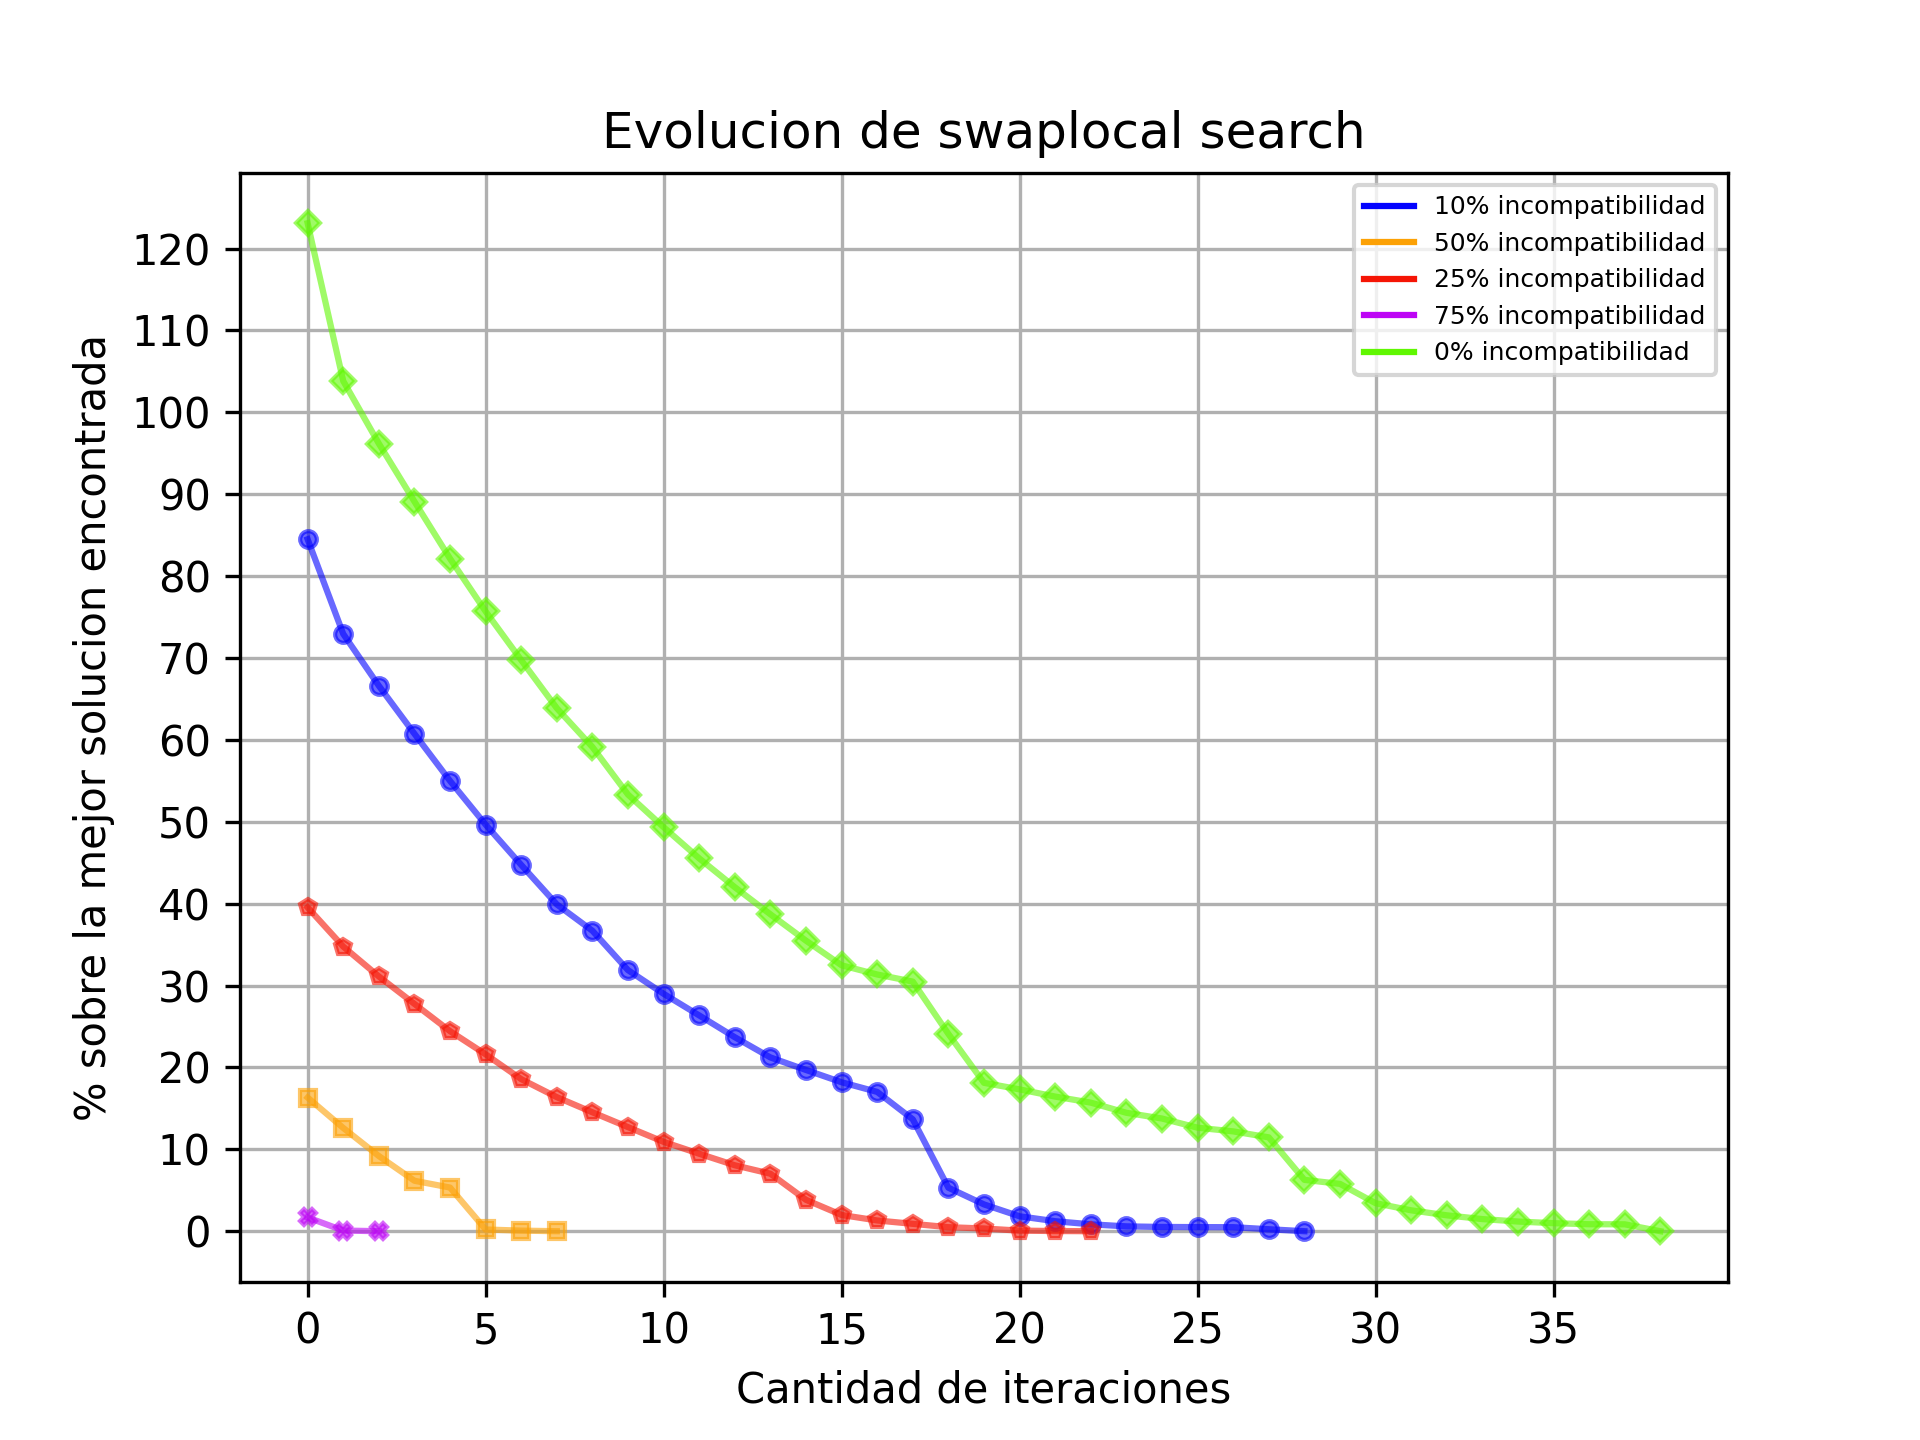 Evolucion de swaplocal search
10% incompatibilidad
50% incompatibilidad
25% incompatibilidad
75% incompatibilidad
0% incompatibilidad
% sobre la mejor solucion encontrada
120
110
100
90
80
70
60
50
40
30
20
10
0
0 5 10 15 20 25 30 35
Cantidad de iteraciones